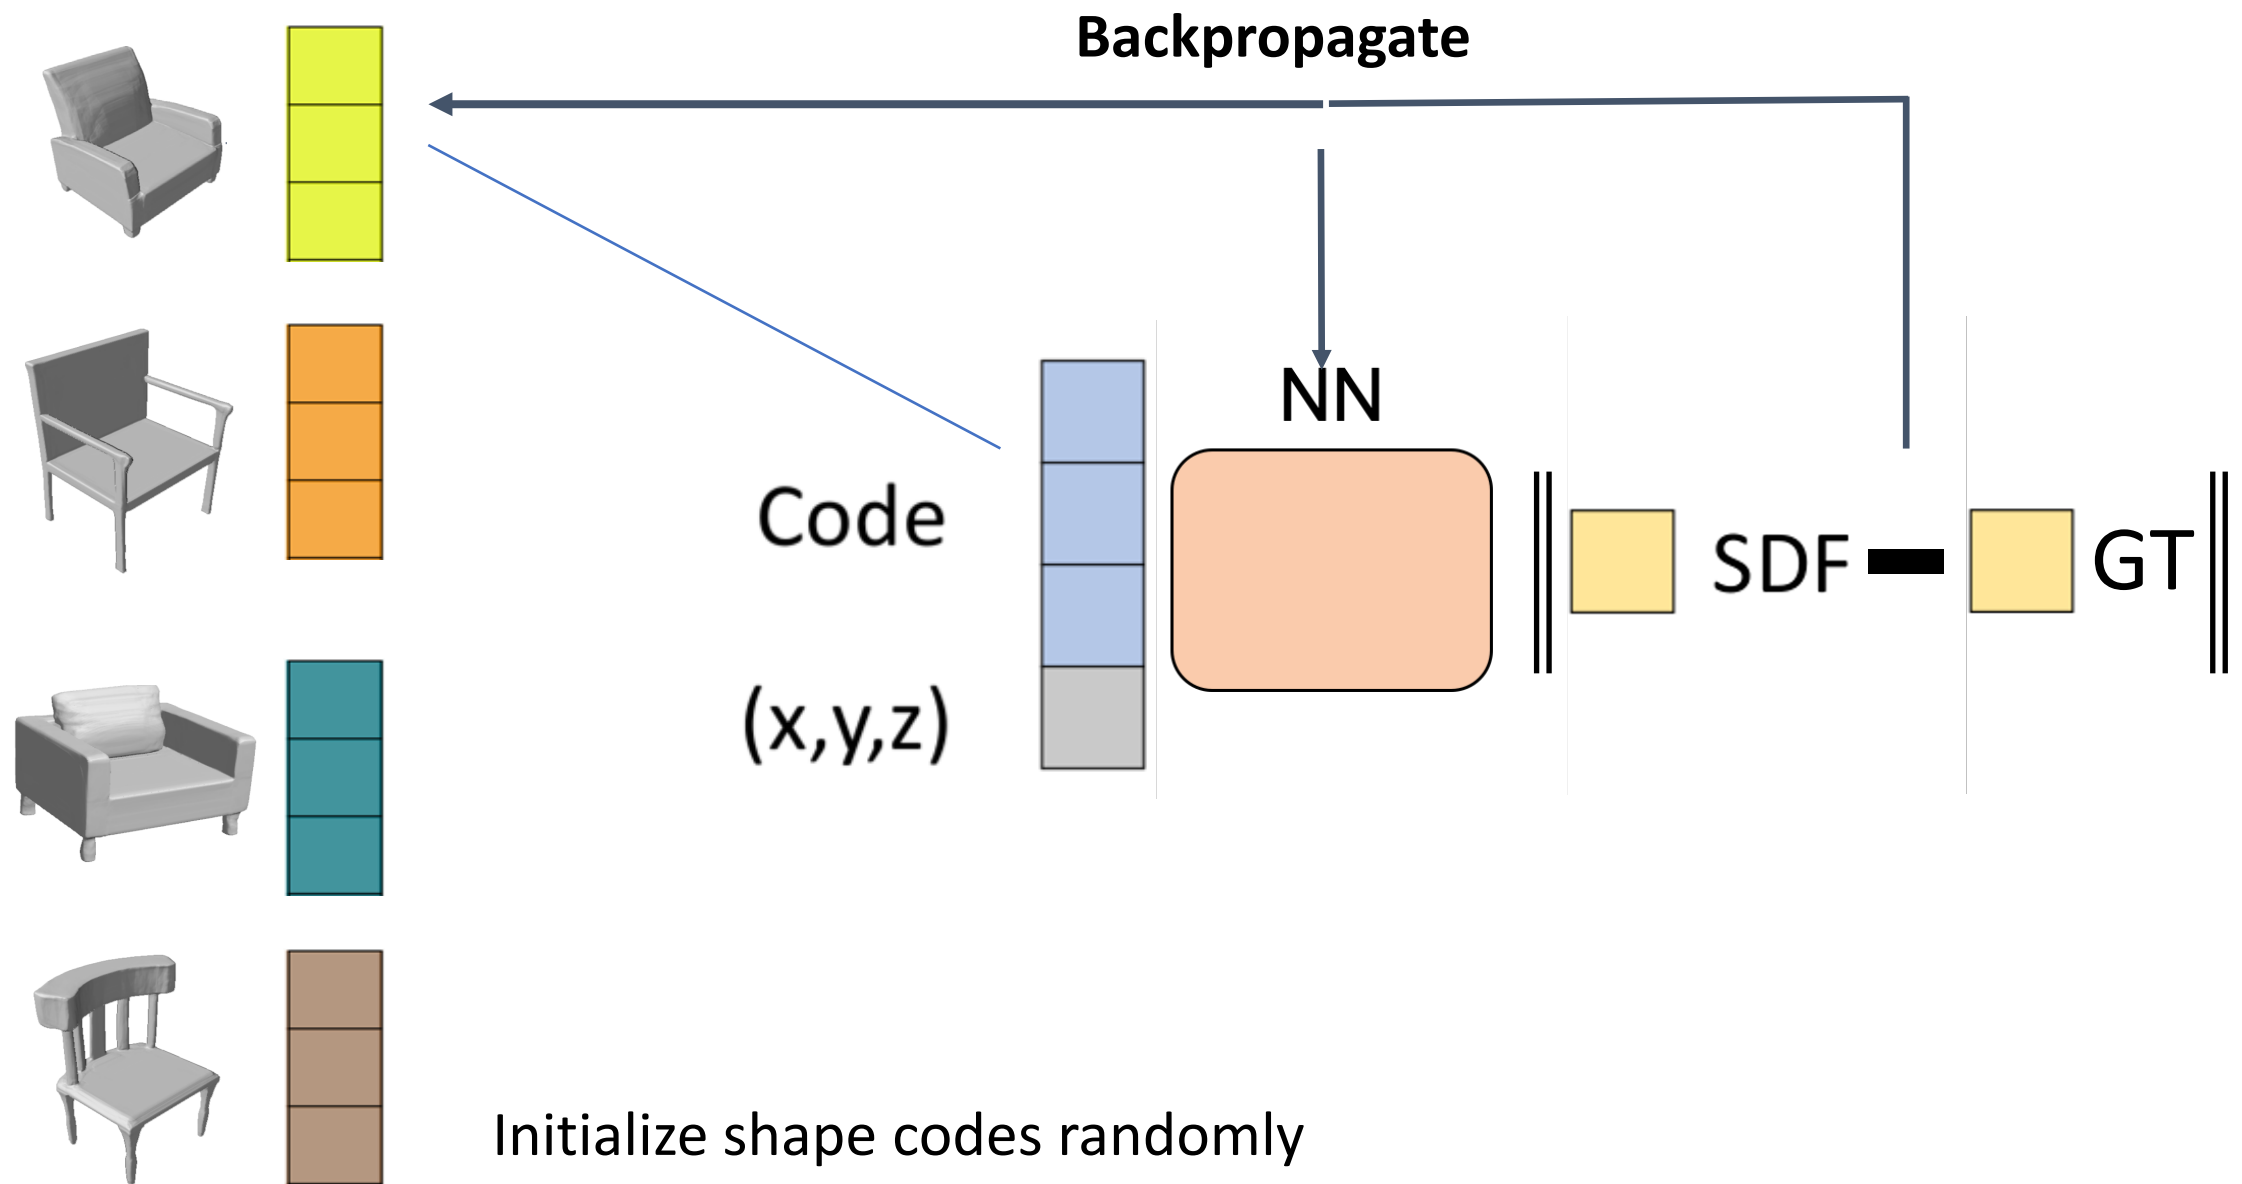 Backpropagate
NN
Code
SDF
GT
(x,y,z)
Initialize shape codes randomly